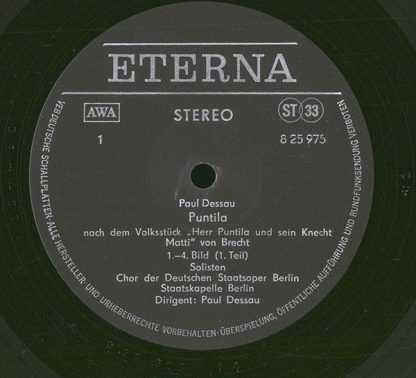 ETERNA
AWA
STEREO
ST 33
1
8 25 975
Paul Dessau
Puntila
nach dem Volksstück „Herr Puntila und sein Knecht
Matti" von Brecht
1.–4. Bild (1. Teil)
Solisten
Chor der Deutschen Staatsoper Berlin
Staatskapelle Berlin
Dirigent: Paul Dessau
VEB DEUTSCHE SCHALLPLATTEN·ALLE HERSTELLER UND URHEBERRECHTE VORBEHALTEN·ÜBERSPIELUNG, ÖFFENTLICHE AUFFÜHRUNG UND RUNDFUNKSENDUNG VERBOTEN